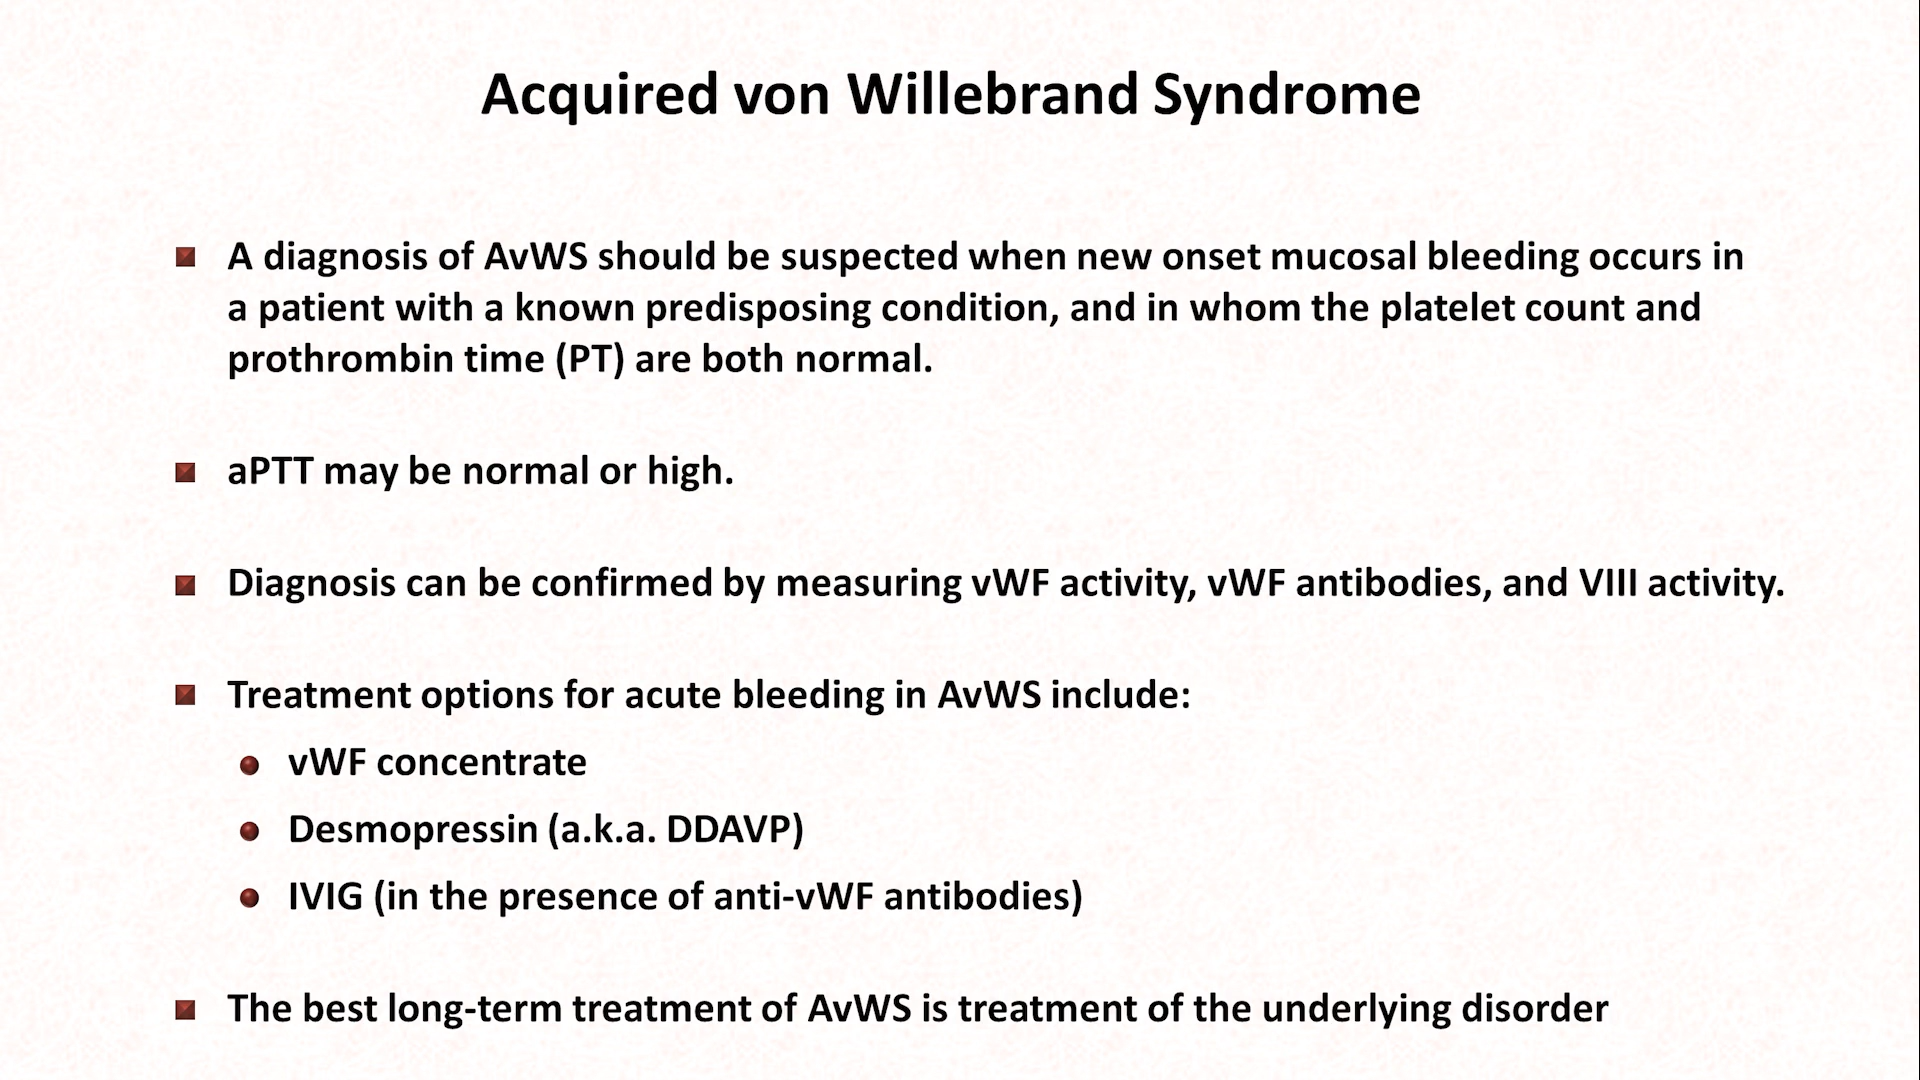 Acquired von Willebrand Syndrome
A diagnosis of AvWS should be suspected when new onset mucosal bleeding occurs in
a patient with a known predisposing condition, and in whom the platelet count and
prothrombin time (PT) are both normal.
aPTT may be normal or high.
Diagnosis can be confirmed by measuring vWF activity, vWF antibodies, and VIII activity.
Treatment options for acute bleeding in AvWS include:
vWF concentrate
Desmopressin (a.k.a. DDAVP)
IVIG (in the presence of anti-vWF antibodies)
The best long-term treatment of AvWS is treatment of the underlying disorder